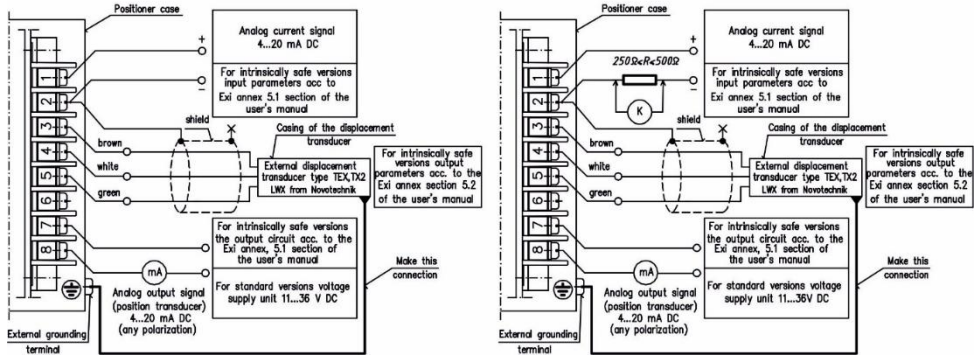 Positioner case
1
2
3
4
5
6
7
8
+
−
Analog current signal
4...20 mA DC
For intrinsically safe versions
input parameters acc to
Exi annex 5.1 section of the
user's manual
shield
Casing of the displacement
transducer
brown
white
green
External displacement
transducer type TEX,TX2
LWX from Novotechnik
For intrinsically safe
versions output
parameters acc. to the
Exi annex section 5.2
of the user's manual
For intrinsically safe versions
the output circuit acc. to the
Exi annex, 5.1 section of
the user's manual
For standard versions voltage
supply unit 11...36 V DC
mA
Analog output signal
(position transducer)
4...20 mA DC
(any polarization)
Make this
connection
External grounding
terminal
Positioner case
1
2
3
4
5
6
7
8
+
−
250Ω<R<500Ω
K
Analog current signal
4...20 mA DC
For intrinsically safe versions
input parameters acc to
Exi annex 5.1 section of the
user's manual
shield
Casing of the displacement
transducer
brown
white
green
External displacement
transducer type TEX,TX2
LWX from Novotechnik
For intrinsically safe
versions output
parameters acc. to the
Exi annex section 5.2
of the user's manual
For intrinsically safe versions
the output circuit acc. to the
Exi annex, 5.1 section of
the user's manual
For standard versions voltage
supply unit 11...36V DC
mA
Analog output signal
(position transducer)
4...20 mA DC
(any polarization)
Make this
connection
External grounding
terminal